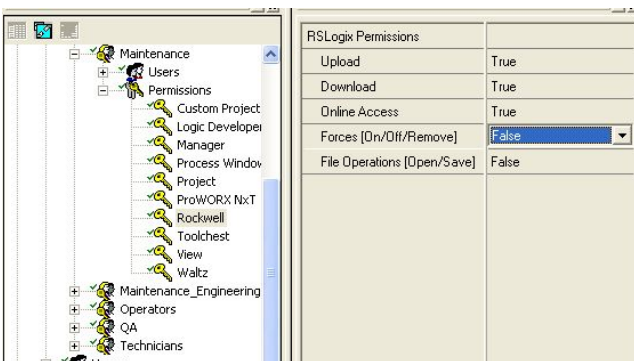 Maintenance
Users
Permissions
Custom Project
Logic Developer
Manager
Process Window
Project
ProWORX NxT
Rockwell
Toolchest
View
Waltz
Maintenance_Engineering
Operators
QA
Technicians
RSLogix Permissions
Upload True
Download True
Online Access True
Forces [On/Off/Remove] False
File Operations [Open/Save] False